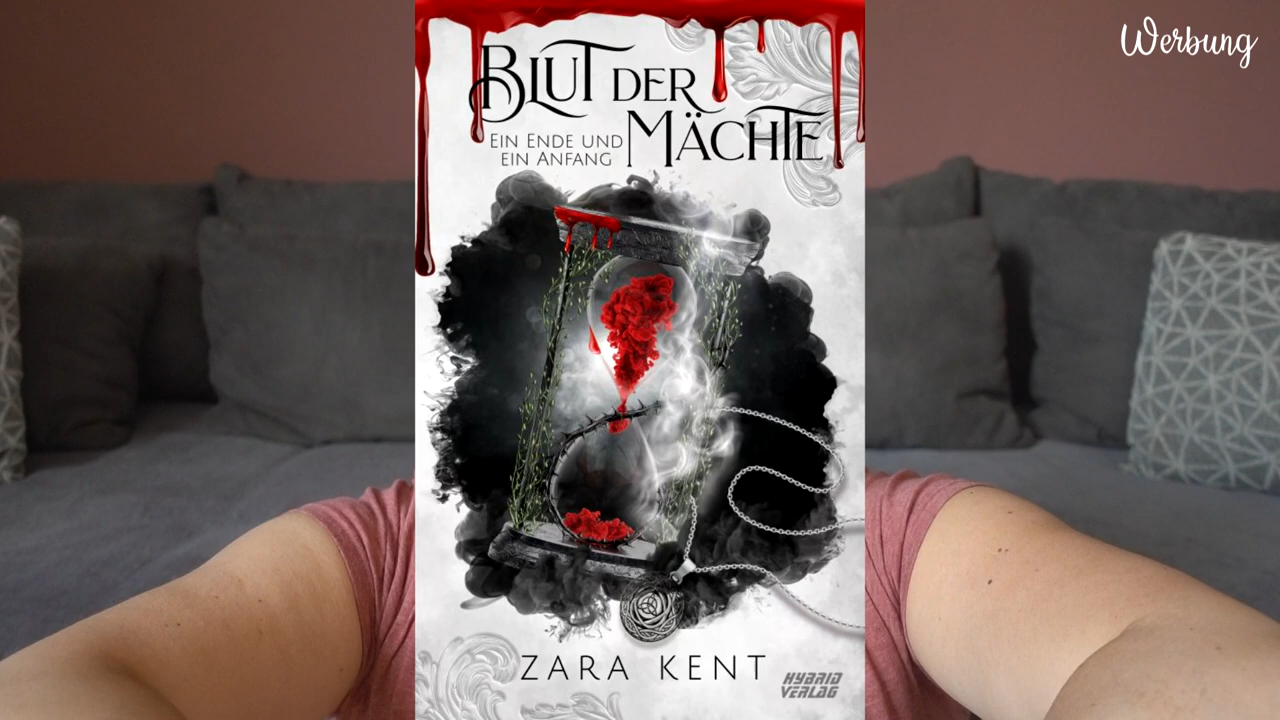 Werbung
BLUT DER
MÄCHTE
EIN ENDE UND
EIN ANFANG
ZARA KENT
HYBRID
VERLAG